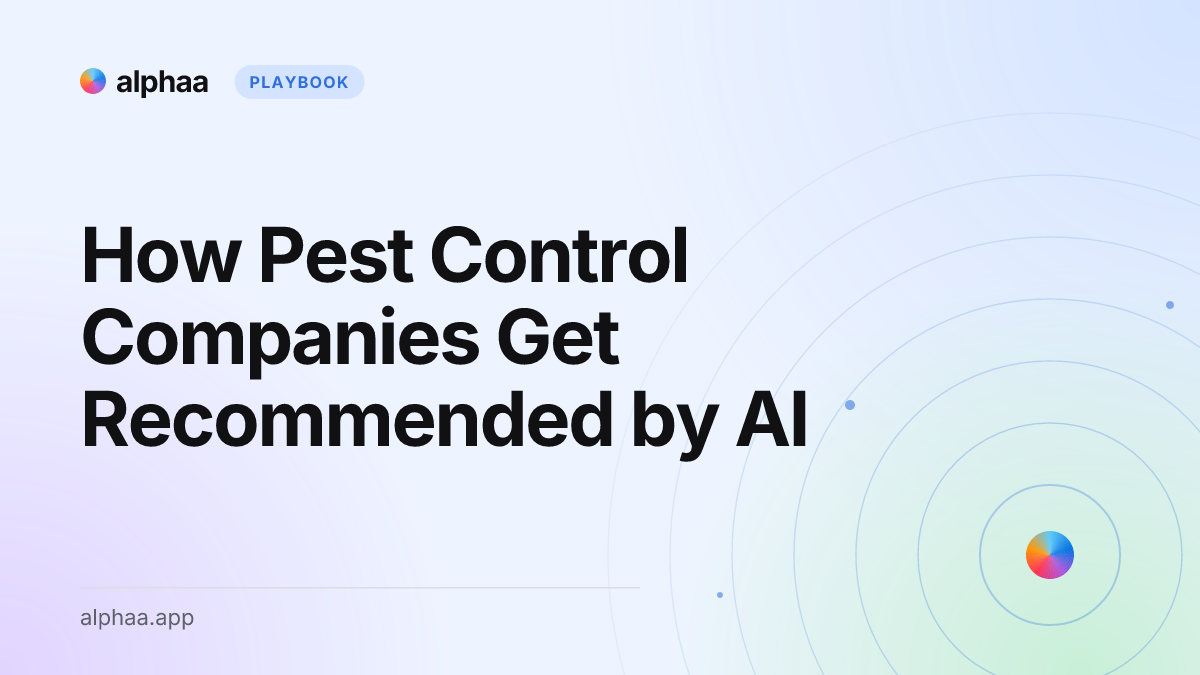 alphaa PLAYBOOK
How Pest Control
Companies Get
Recommended by AI
alphaa.app